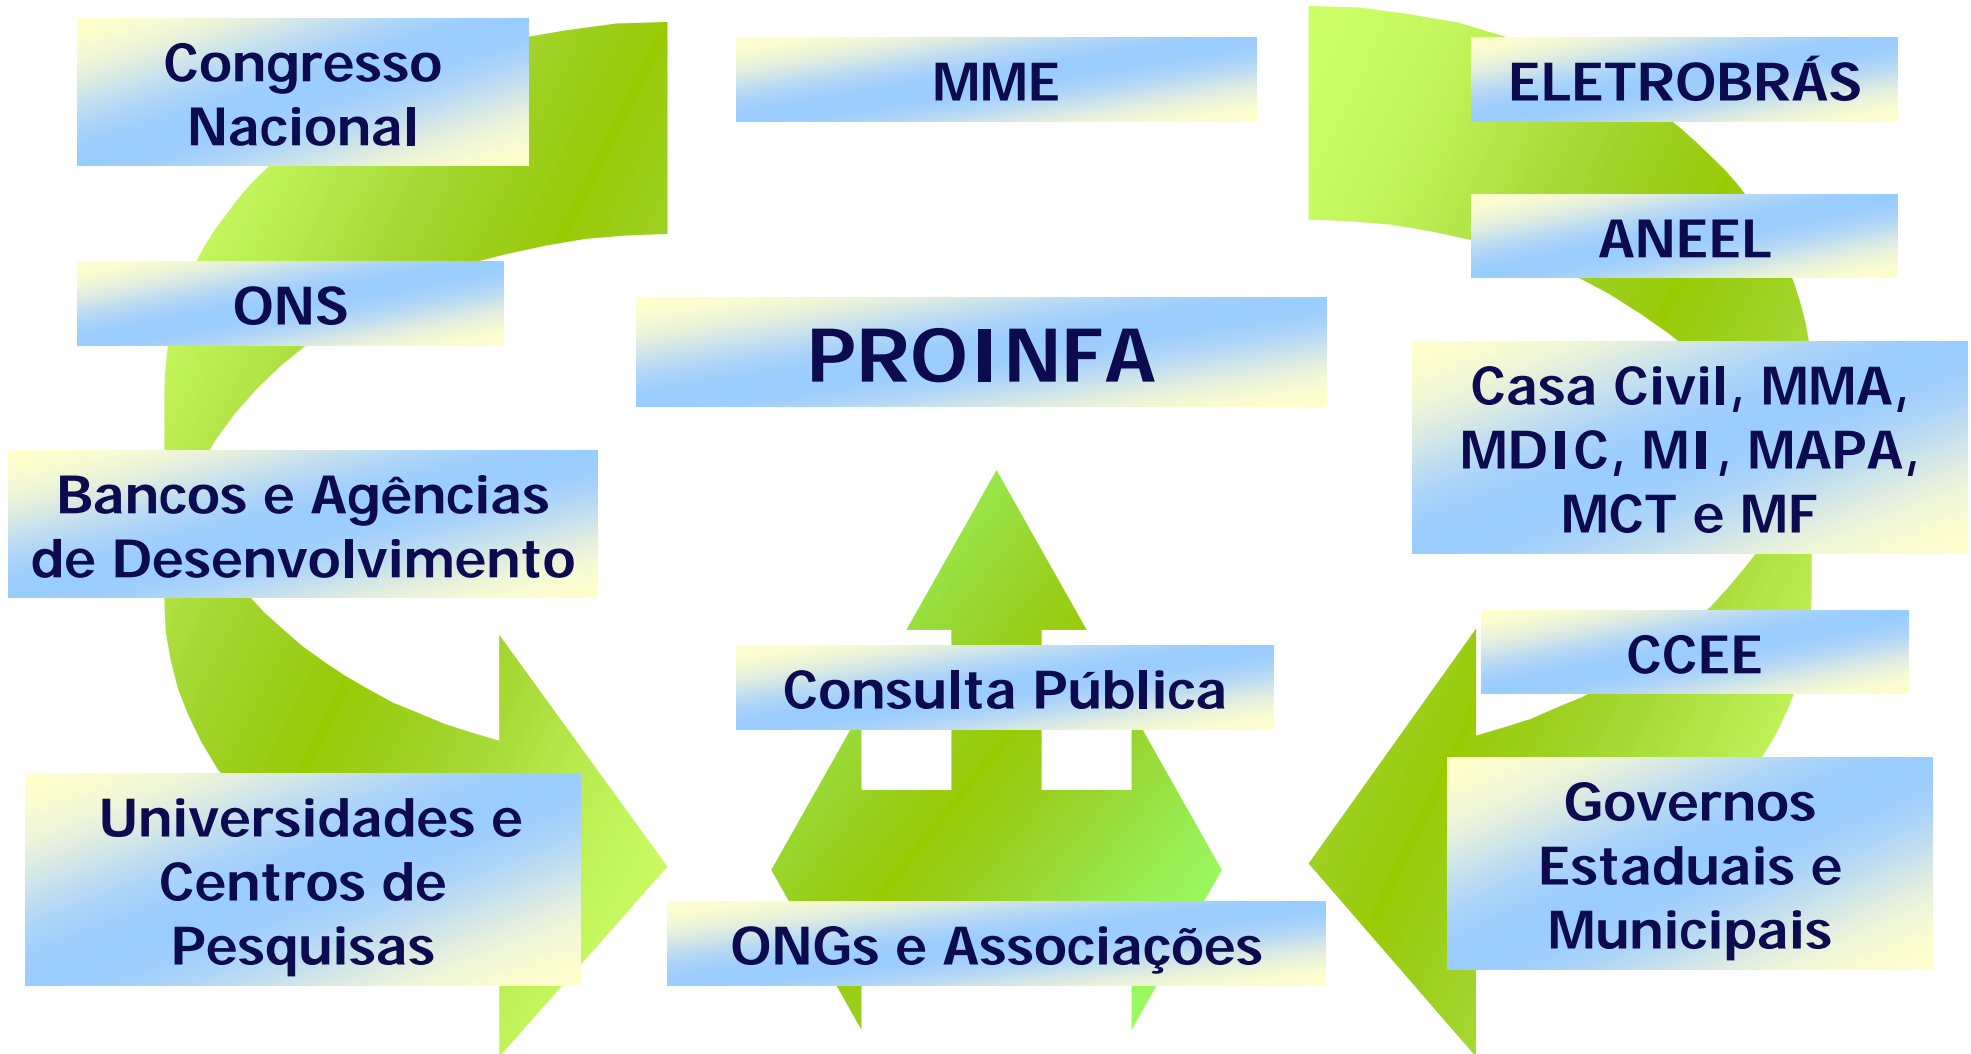 Congresso
Nacional
MME
ELETROBRÁS
ANEEL
ONS
PROINFA
Casa Civil, MMA,
MDIC, MI, MAPA,
MCT e MF
Bancos e Agências
de Desenvolvimento
CCEE
Consulta Pública
Universidades e
Centros de
Pesquisas
Governos
Estaduais e
Municipais
ONGs e Associações